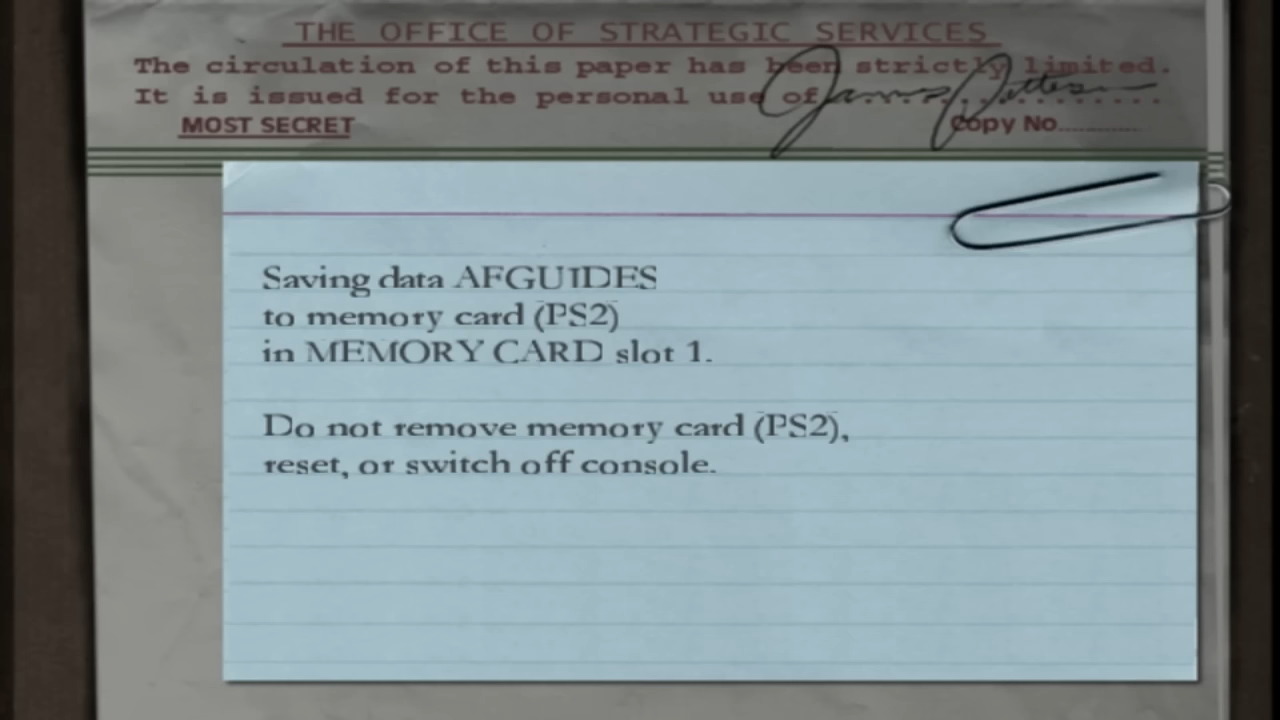 THE OFFICE OF STRATEGIC SERVICES
The circulation of this paper has been strictly limited.
It is issued for the personal use of..................
MOST SECRET
Copy No............
Saving data AFGUIDES
to memory card (PS2)
in MEMORY CARD slot 1.
Do not remove memory card (PS2),
reset, or switch off console.